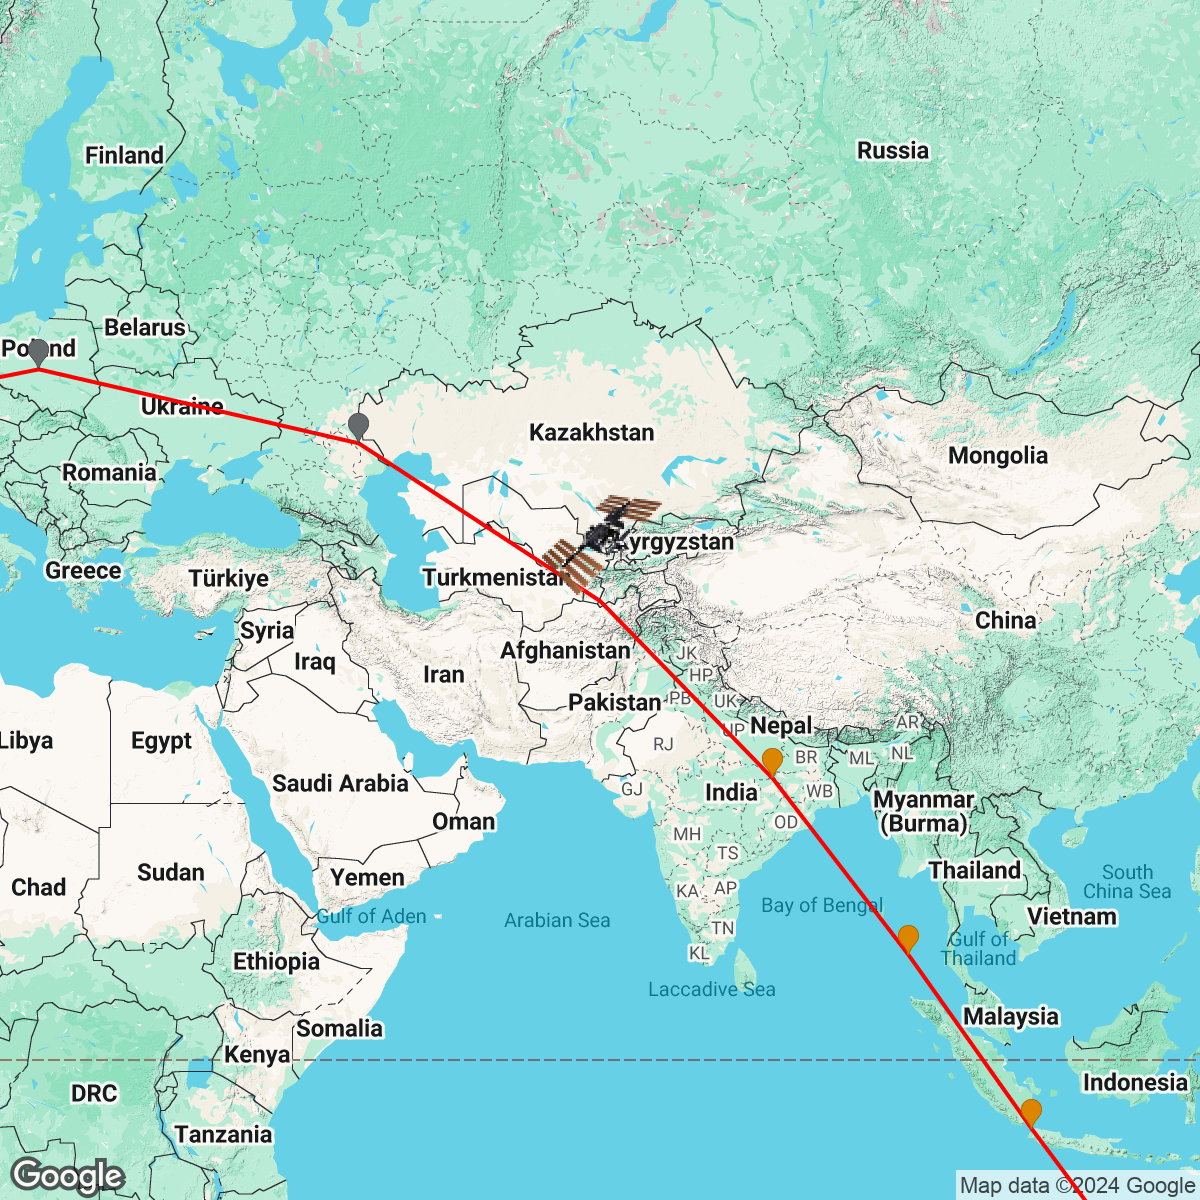 Finland
Russia
Belarus
Poland
Ukraine
Kazakhstan
Mongolia
Romania
Kyrgyzstan
Greece
Türkiye
Turkmenistan
China
Syria
Iraq
Afghanistan
JK
Iran
HP
Pakistan
PB
UK
Nepal
AR
UP
Libya
Egypt
RJ
BR
ML
NL
Saudi Arabia
GJ
India
WB
Myanmar
(Burma)
Oman
OD
MH
TS
Sudan
Thailand
South
China Sea
Chad
Yemen
KA
AP
Bay of Bengal
Gulf of Aden
Arabian Sea
Vietnam
TN
Gulf of
Thailand
KL
Ethiopia
Laccadive Sea
Malaysia
Somalia
Kenya
Indonesia
DRC
Tanzania
Google
Map data ©2024 Google